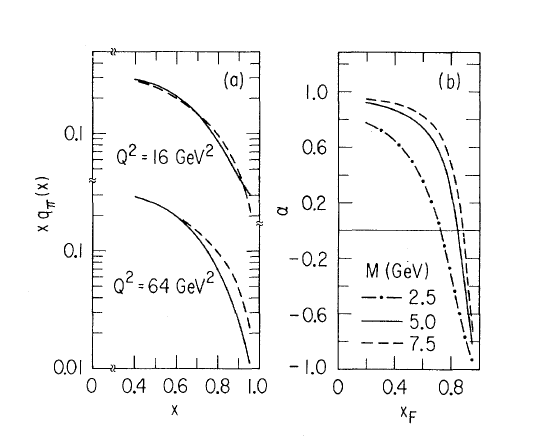 (a)
(b)
x q_π(x)
0.1
0.1
0.01
Q² = 16 GeV²
Q² = 64 GeV²
0 0.4 0.6 0.8 1.0
x
α
1.0
0.6
0.2
-0.2
-0.6
-1.0
M (GeV)
2.5
5.0
7.5
0 0.4 0.8
x_F